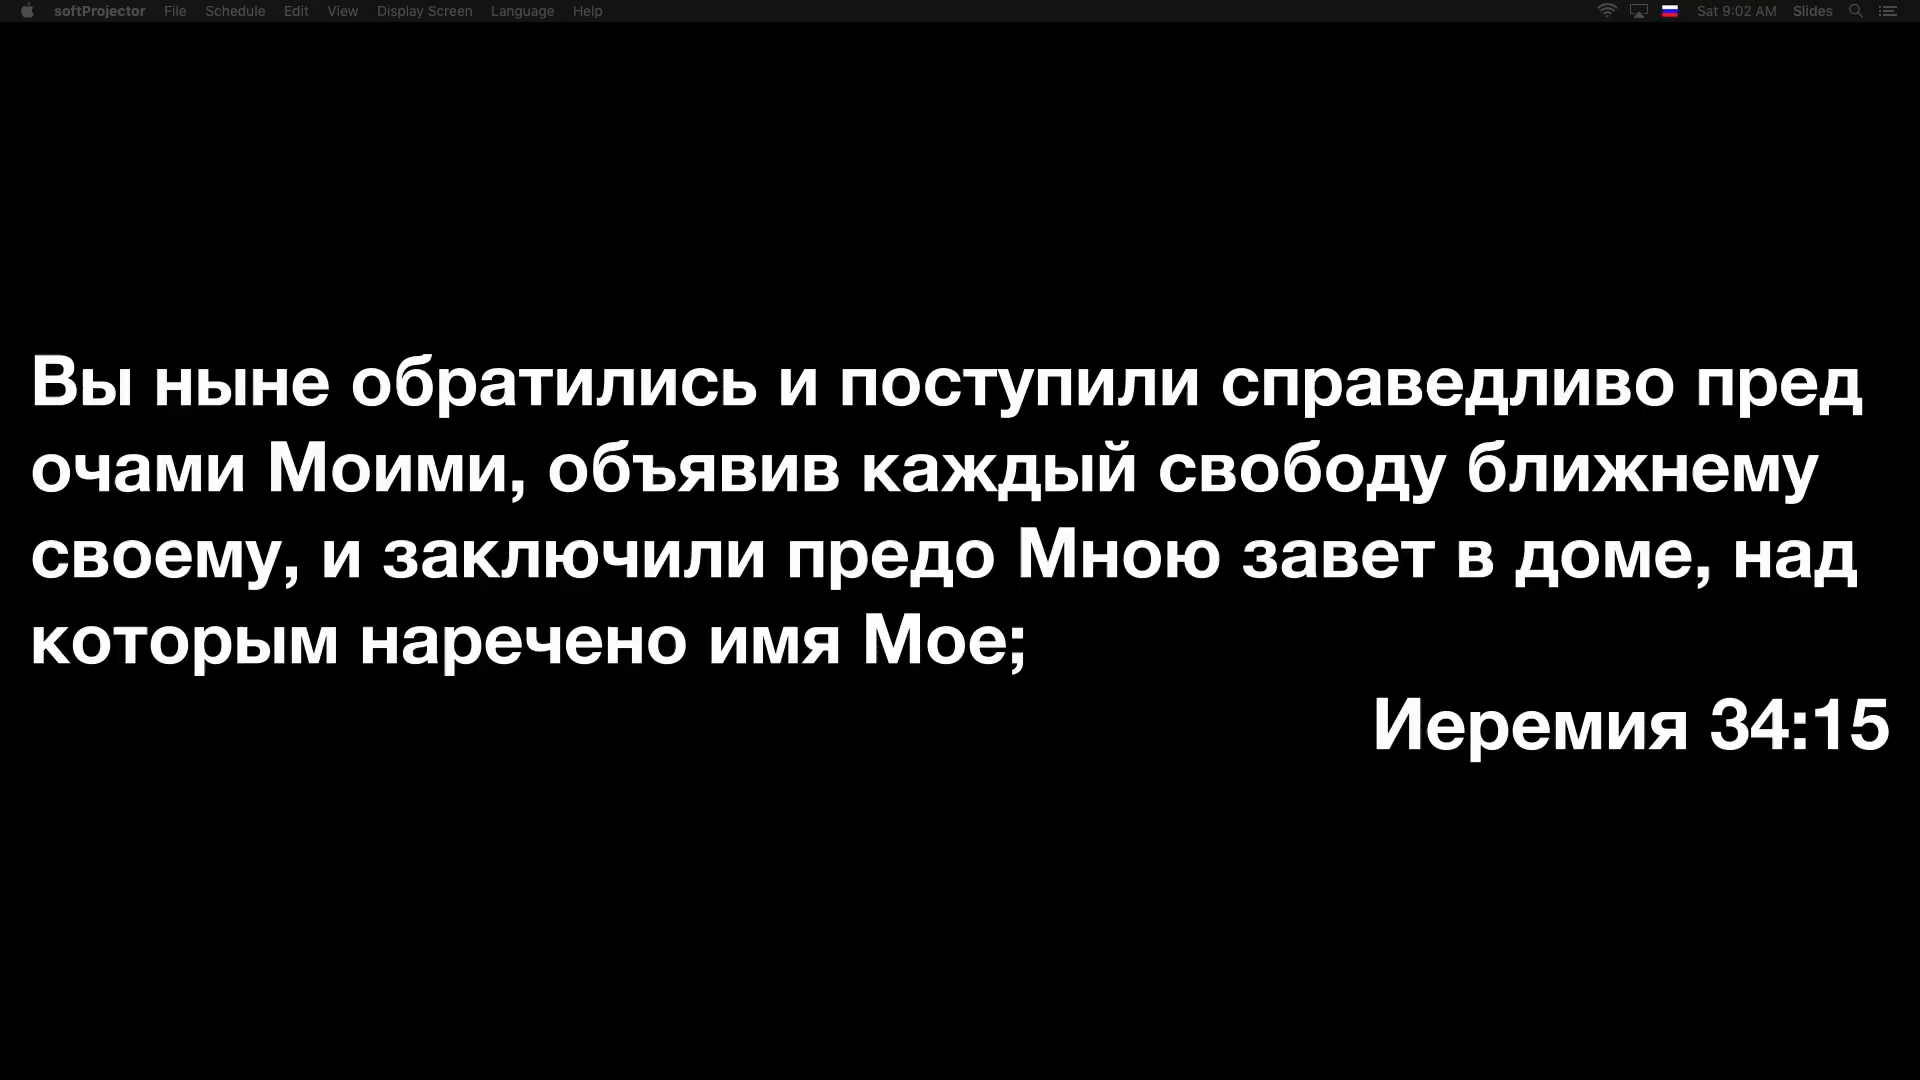 softProjector File Schedule Edit View Display Screen Language Help Sat 9:02 AM Slides
Вы ныне обратились и поступили справедливо пред
очами Моими, объявив каждый свободу ближнему
своему, и заключили предо Мною завет в доме, над
которым наречено имя Мое;
Иеремия 34:15